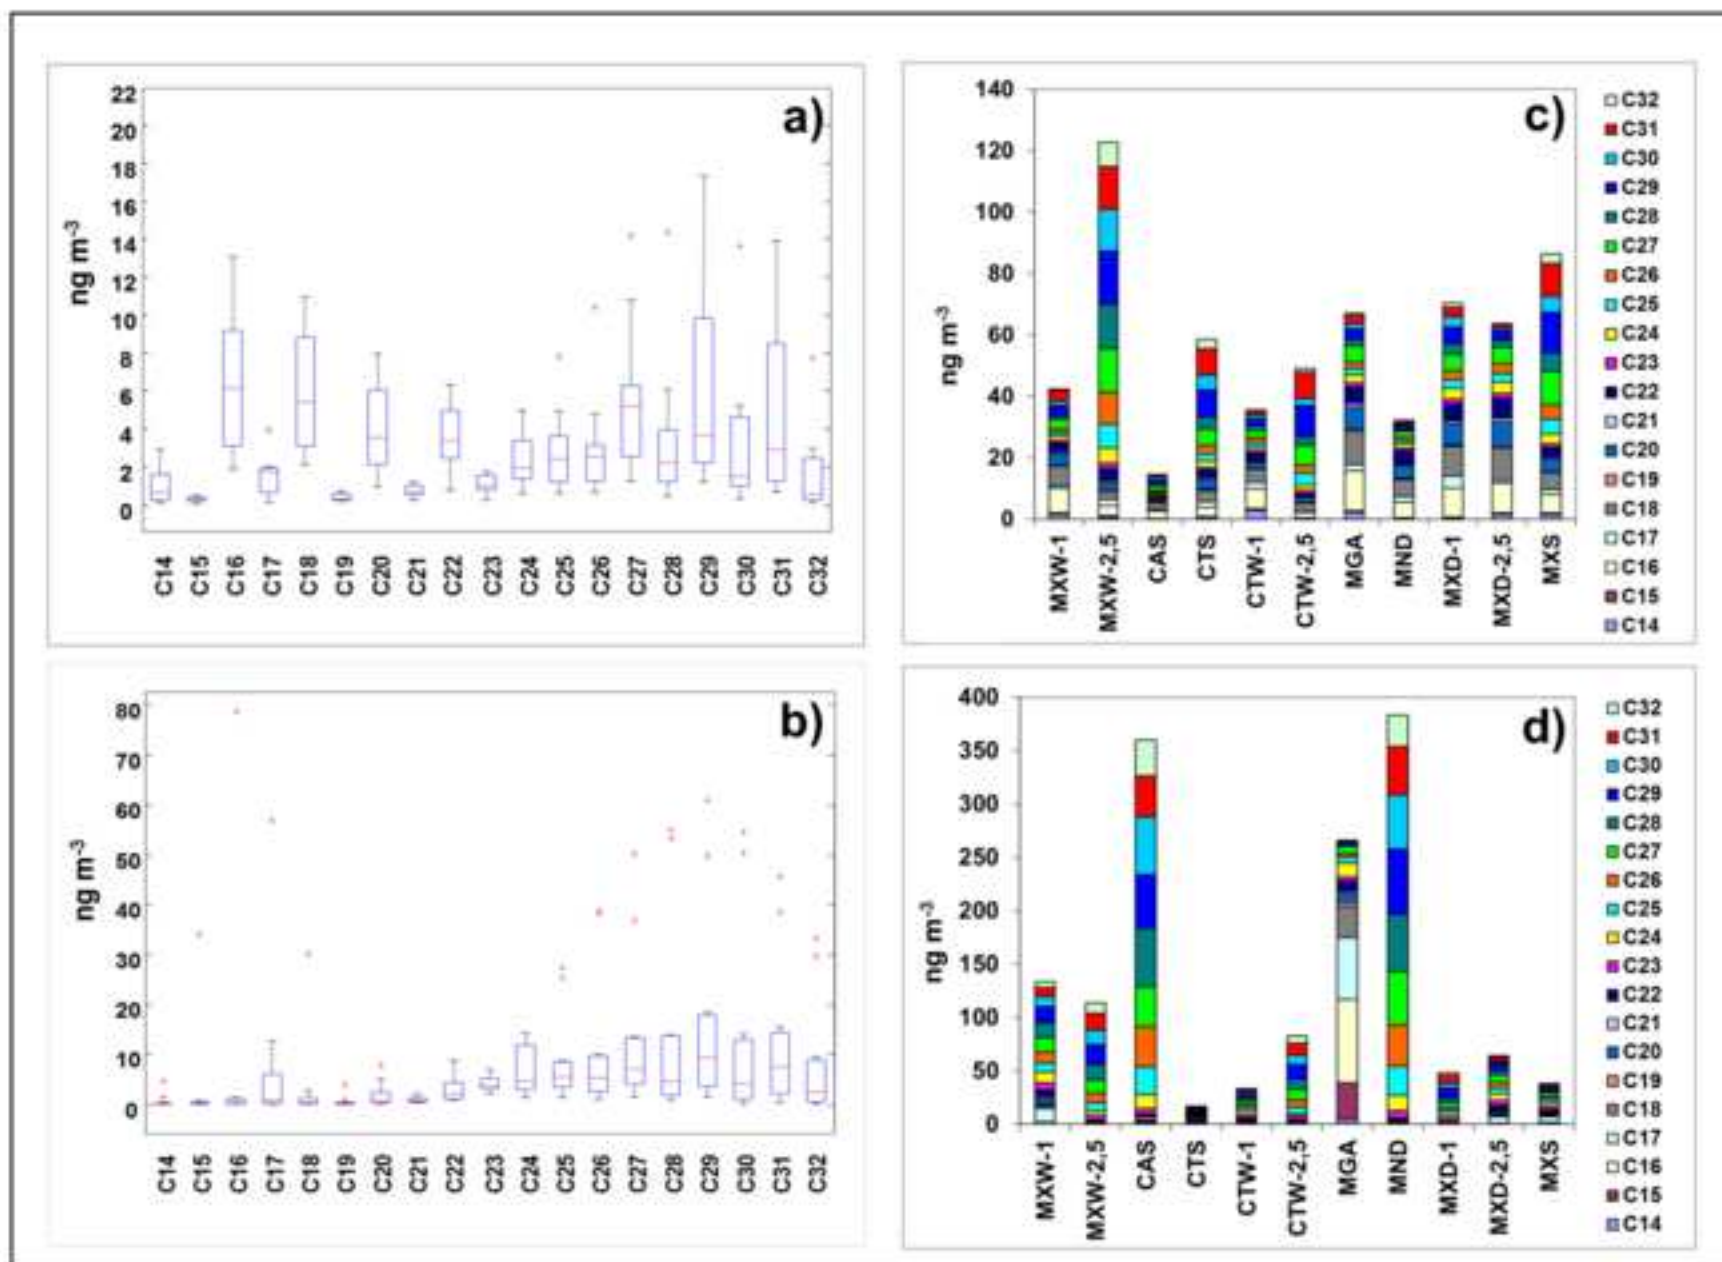 a)
22
20
18
16
14
12
10
8
6
4
2
0
ng m-3
C14
C15
C16
C17
C18
C19
C20
C21
C22
C23
C24
C25
C26
C27
C28
C29
C30
C31
C32
c)
140
120
100
80
60
40
20
0
ng m-3
MXW-1
MXW-2,5
CAS
CTS
CTW-1
CTW-2,5
MGA
MND
MXD-1
MXD-2,5
MXS
C32
C31
C30
C29
C28
C27
C26
C25
C24
C23
C22
C21
C20
C19
C18
C17
C16
C15
C14
b)
80
70
60
50
40
30
20
10
0
ng m-3
C14
C15
C16
C17
C18
C19
C20
C21
C22
C23
C24
C25
C26
C27
C28
C29
C30
C31
C32
d)
400
350
300
250
200
150
100
50
0
ng m-3
MXW-1
MXW-2,5
CAS
CTS
CTW-1
CTW-2,5
MGA
MND
MXD-1
MXD-2,5
MXS
C32
C31
C30
C29
C28
C27
C26
C25
C24
C23
C22
C21
C20
C19
C18
C17
C16
C15
C14